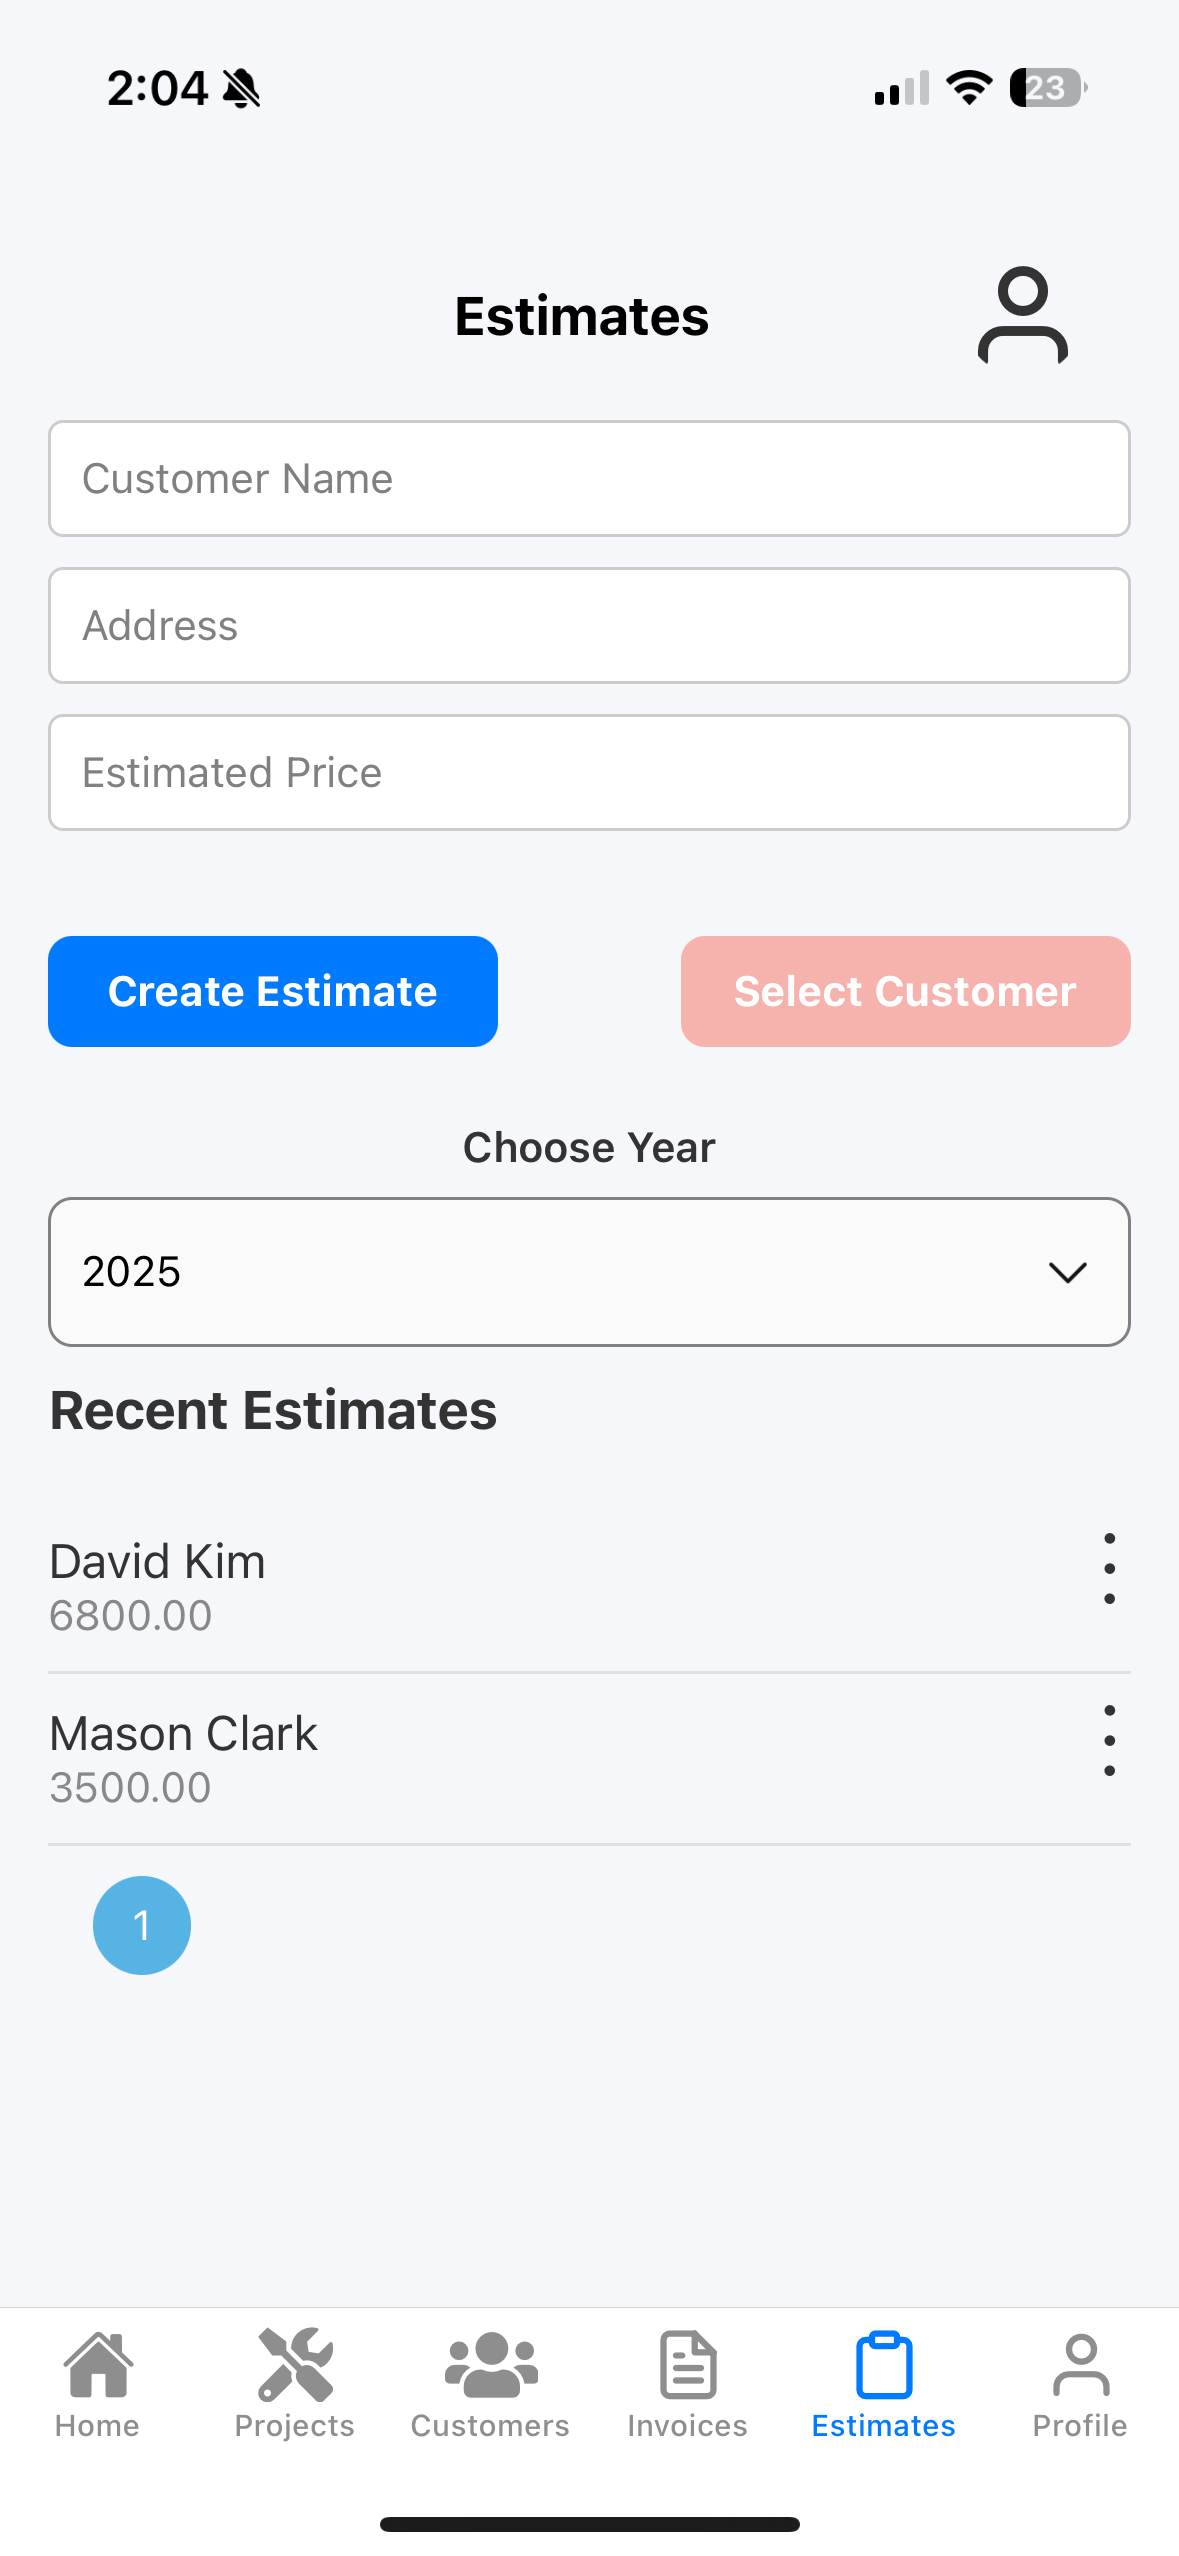 2:04
23
Estimates
Customer Name
Address
Estimated Price
Create Estimate
Select Customer
Choose Year
2025
Recent Estimates
David Kim
6800.00
Mason Clark
3500.00
1
Home
Projects
Customers
Invoices
Estimates
Profile